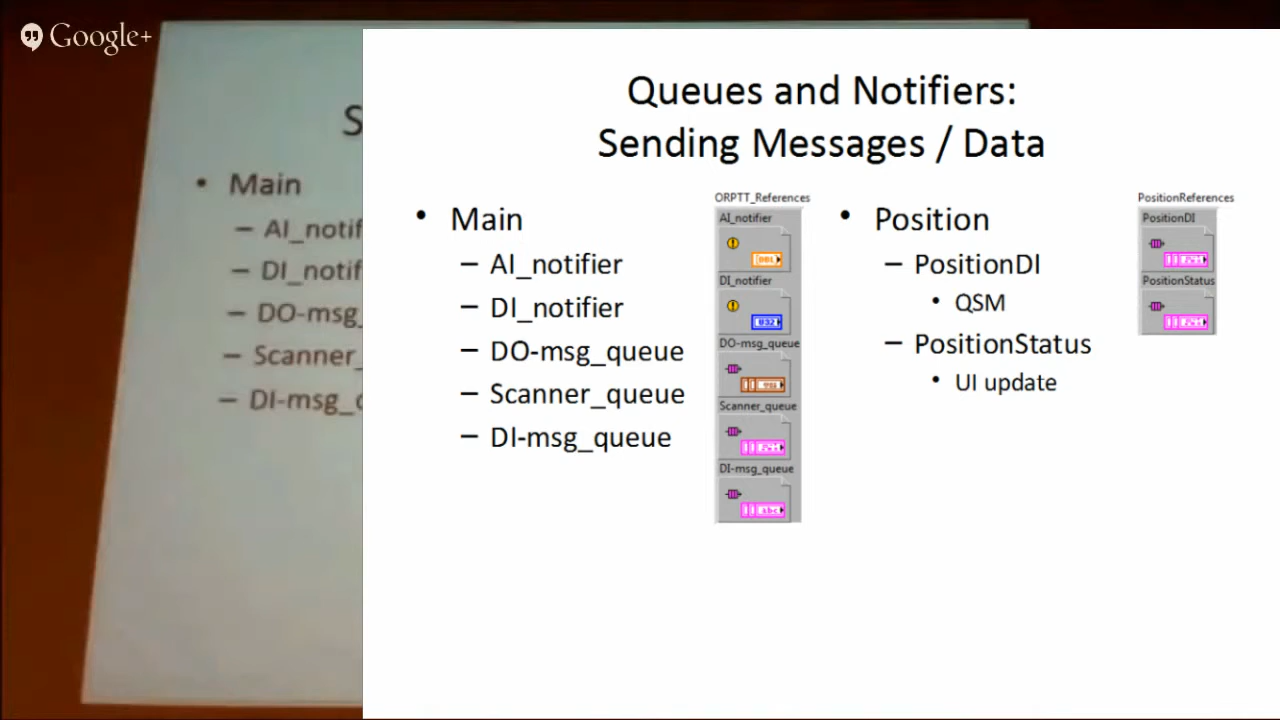 Google+
S
• Main
– AI_notif
– DI_notif
– DO-msg_
– Scanner_
– DI-msg_
Queues and Notifiers:
Sending Messages / Data
• Main
– AI_notifier
– DI_notifier
– DO-msg_queue
– Scanner_queue
– DI-msg_queue
ORPTT_References
AI_notifier
DI_notifier
U32
DO-msg_queue
Scanner_queue
DI-msg_queue
abc
• Position
– PositionDI
• QSM
– PositionStatus
• UI update
PositionReferences
PositionDI
PositionStatus